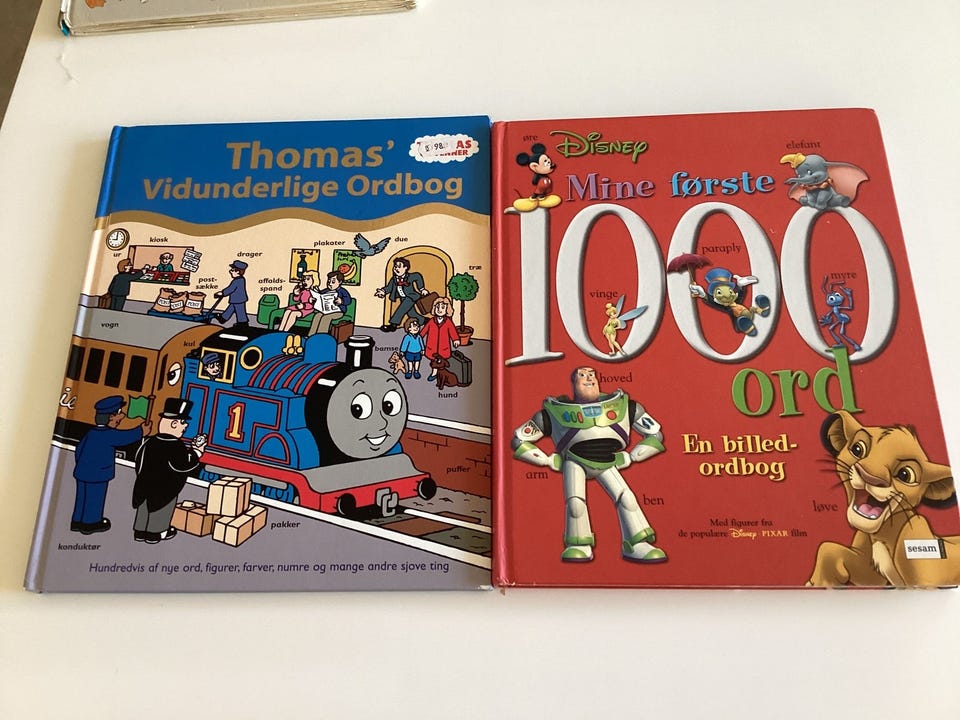 Thomas'
Vidunderlige Ordbog
98
kiosk
ur
drager
plakater
due
træ
post-
sække
affalds-
spand
vogn
kul
bamse
hund
1
puffer
pakker
konduktør
Hundredvis af nye ord, figurer, farver, numre og mange andre sjove ting
øre
Disney
elefant
Mine første
1000
paraply
vinge
myre
ord
hoved
En billed-
ordbog
arm
ben
løve
Med figurer fra
de populære Disney · PIXAR film
sesam